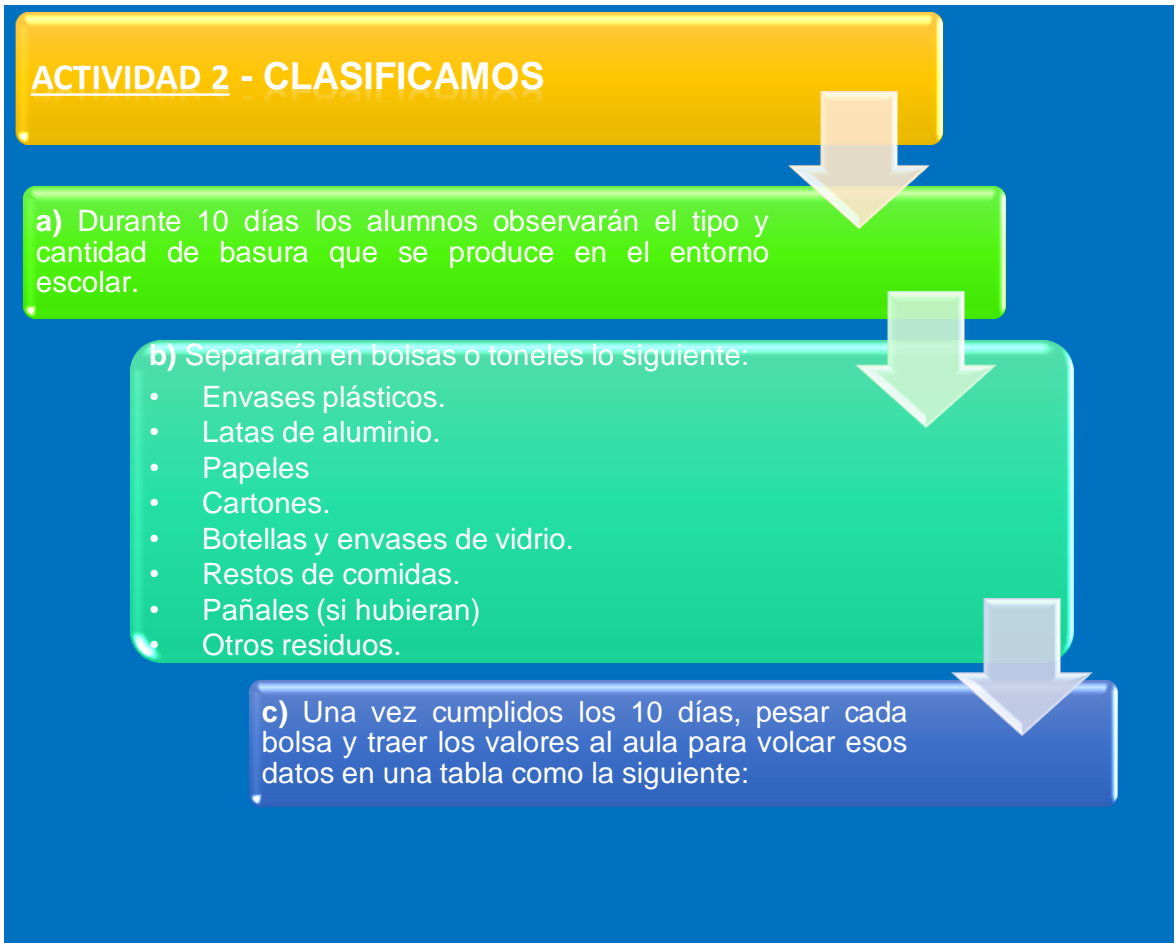 ACTIVIDAD 2 - CLASIFICAMOS
a) Durante 10 días los alumnos observarán el tipo y
cantidad de basura que se produce en el entorno
escolar.
b) Separarán en bolsas o toneles lo siguiente:
• Envases plásticos.
• Latas de aluminio.
• Papeles
• Cartones.
• Botellas y envases de vidrio.
• Restos de comidas.
• Pañales (si hubieran)
• Otros residuos.
c) Una vez cumplidos los 10 días, pesar cada
bolsa y traer los valores al aula para volcar esos
datos en una tabla como la siguiente: